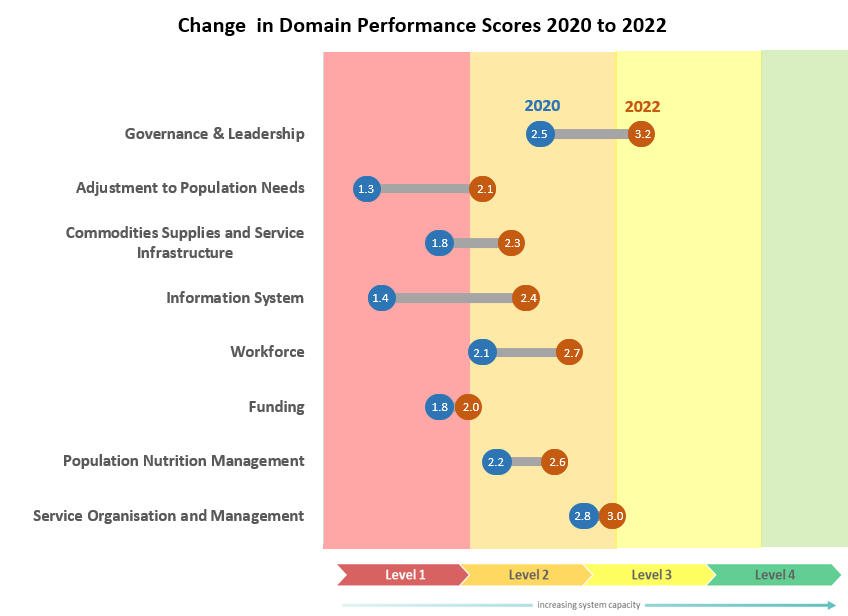 Change in Domain Performance Scores 2020 to 2022
2020 2022
Governance & Leadership 2.5 3.2
Adjustment to Population Needs 1.3 2.1
Commodities Supplies and Service
Infrastructure 1.8 2.3
Information System 1.4 2.4
Workforce 2.1 2.7
Funding 1.8 2.0
Population Nutrition Management 2.2 2.6
Service Organisation and Management 2.8 3.0
Level 1 Level 2 Level 3 Level 4
increasing system capacity